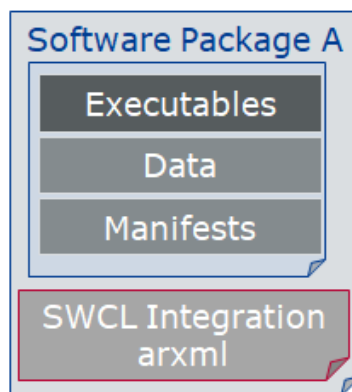 Software Package A
Executables
Data
Manifests
SWCL Integration
arxml